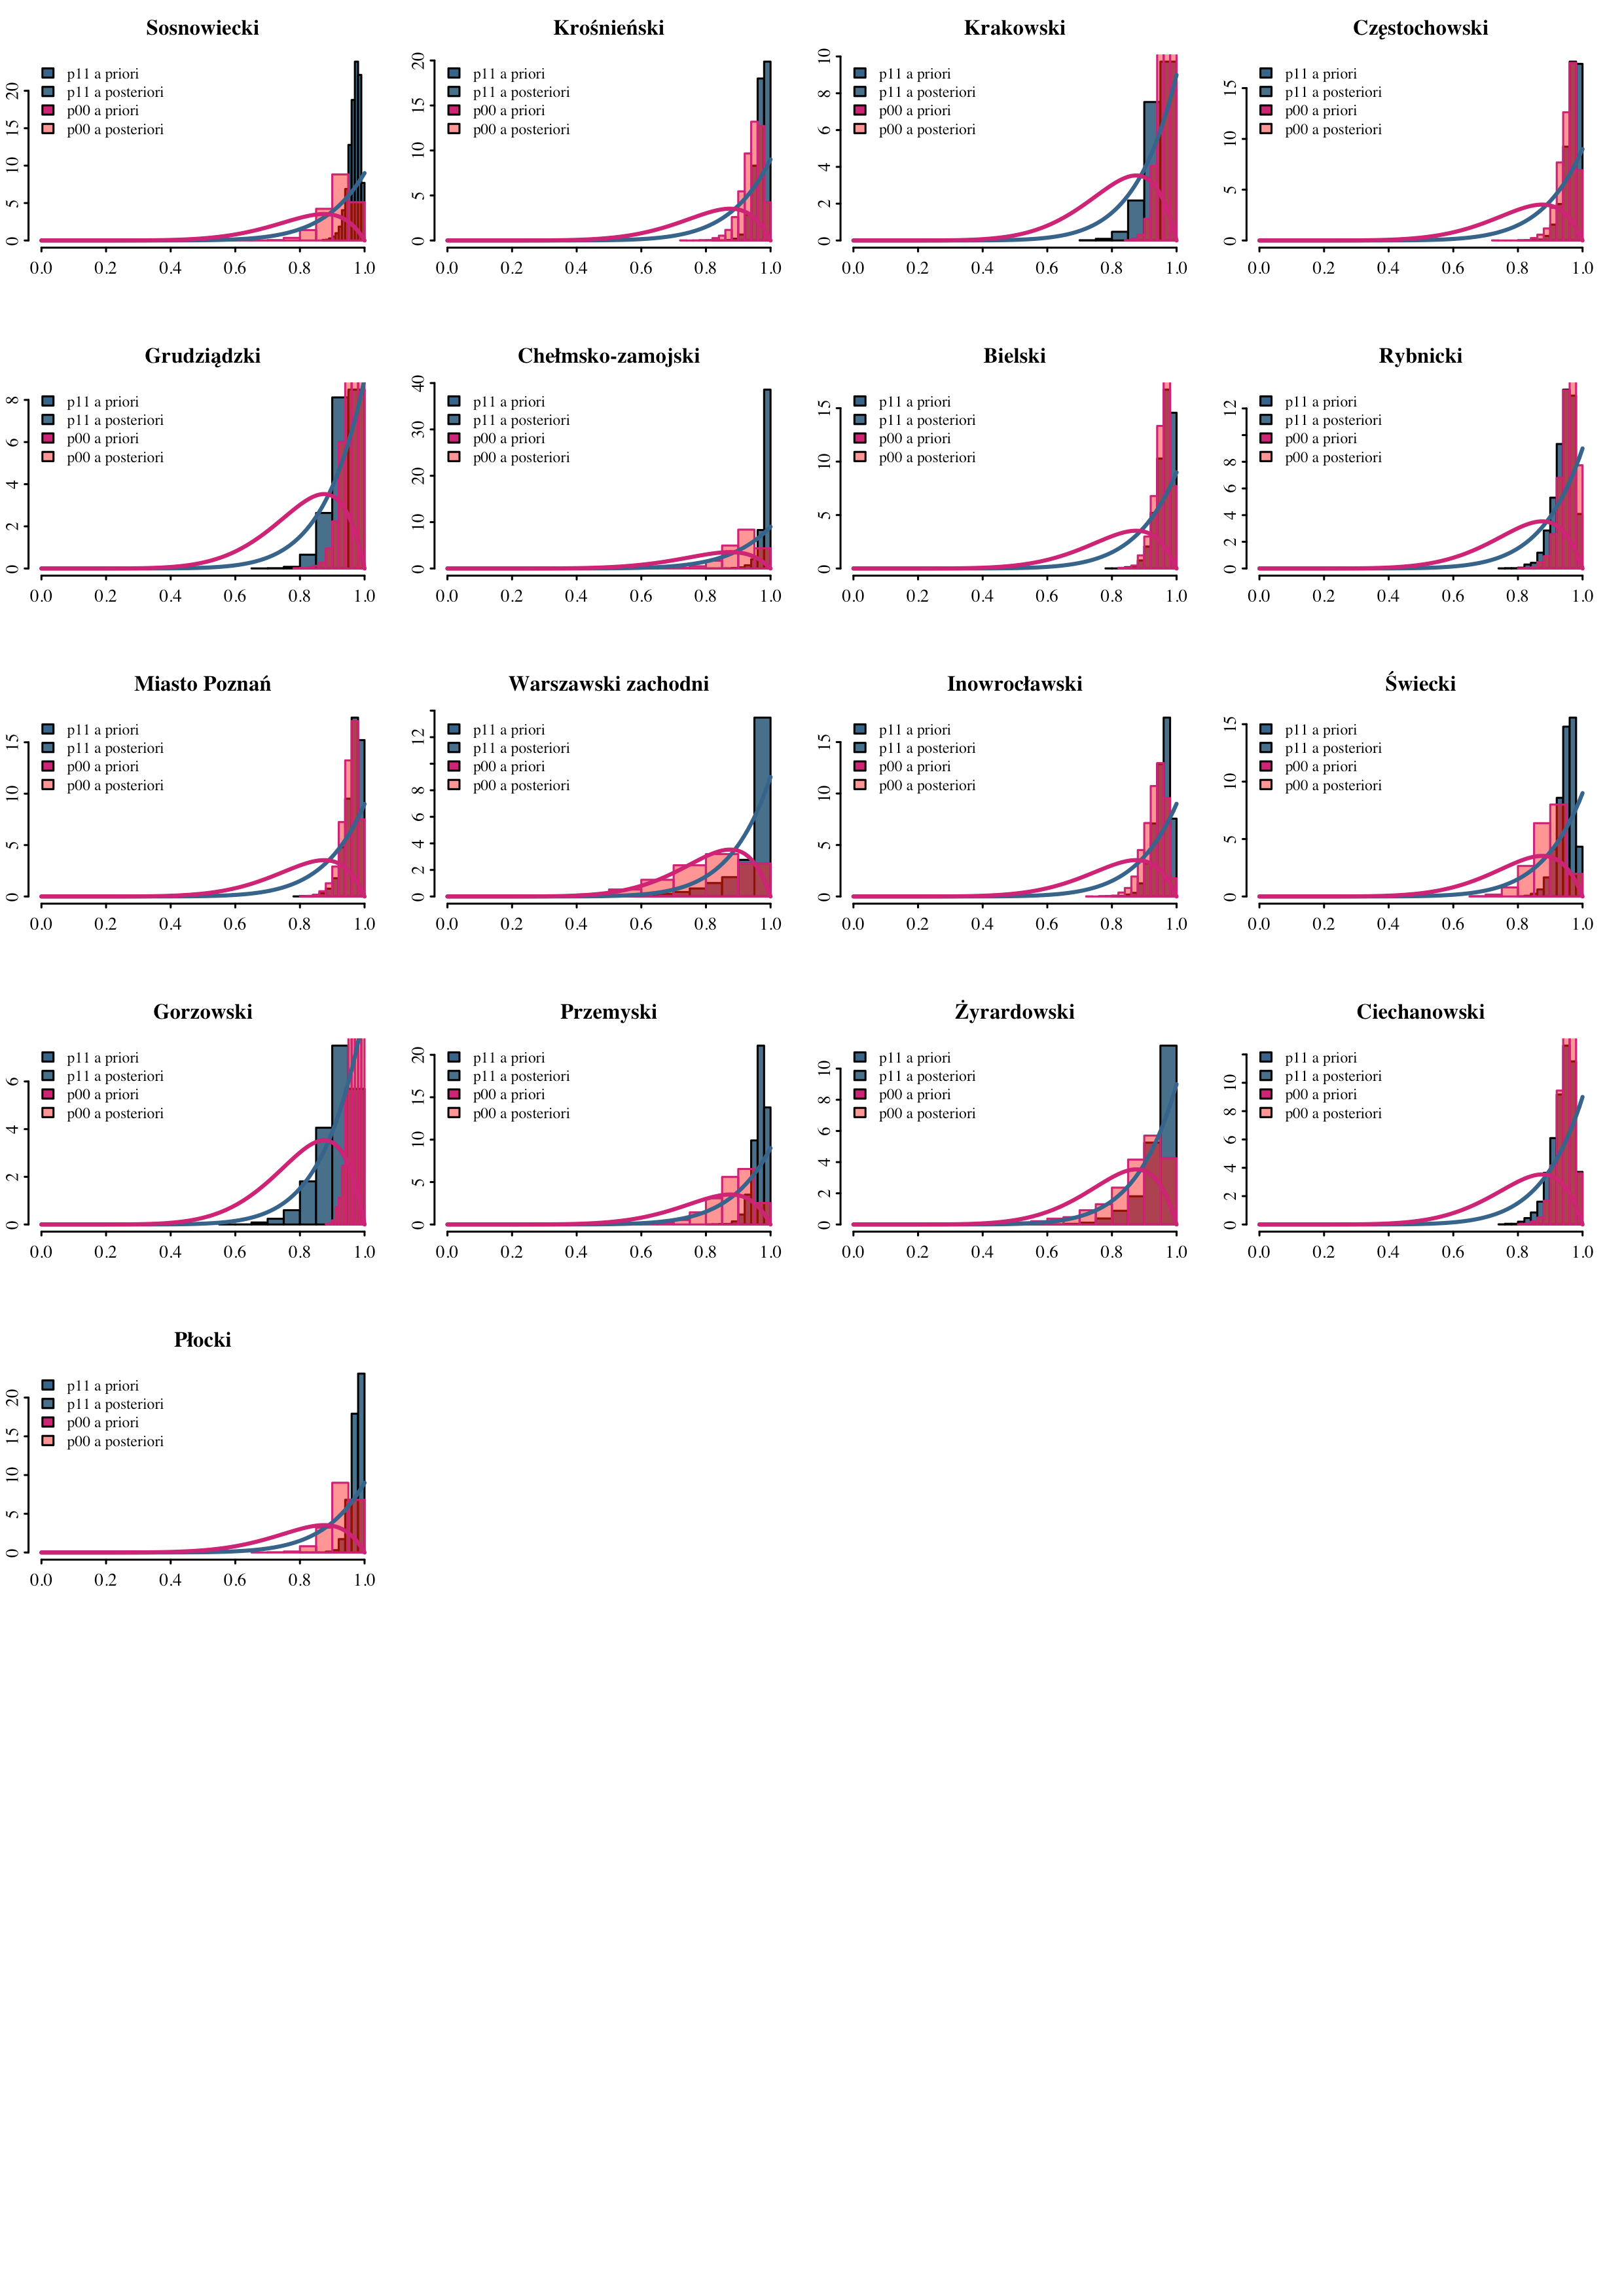 Sosnowiecki
p11 a priori
p11 a posteriori
p00 a priori
p00 a posteriori
0 5 10 15 20
0.0 0.2 0.4 0.6 0.8 1.0
Krośnieński
p11 a priori
p11 a posteriori
p00 a priori
p00 a posteriori
0 5 10 15 20
0.0 0.2 0.4 0.6 0.8 1.0
Krakowski
p11 a priori
p11 a posteriori
p00 a priori
p00 a posteriori
0 2 4 6 8 10
0.0 0.2 0.4 0.6 0.8 1.0
Częstochowski
p11 a priori
p11 a posteriori
p00 a priori
p00 a posteriori
0 5 10 15
0.0 0.2 0.4 0.6 0.8 1.0
Grudziądzki
p11 a priori
p11 a posteriori
p00 a priori
p00 a posteriori
0 2 4 6 8
0.0 0.2 0.4 0.6 0.8 1.0
Chełmsko-zamojski
p11 a priori
p11 a posteriori
p00 a priori
p00 a posteriori
0 10 20 30 40
0.0 0.2 0.4 0.6 0.8 1.0
Bielski
p11 a priori
p11 a posteriori
p00 a priori
p00 a posteriori
0 5 10 15
0.0 0.2 0.4 0.6 0.8 1.0
Rybnicki
p11 a priori
p11 a posteriori
p00 a priori
p00 a posteriori
0 2 4 6 8 12
0.0 0.2 0.4 0.6 0.8 1.0
Miasto Poznań
p11 a priori
p11 a posteriori
p00 a priori
p00 a posteriori
0 5 10 15
0.0 0.2 0.4 0.6 0.8 1.0
Warszawski zachodni
p11 a priori
p11 a posteriori
p00 a priori
p00 a posteriori
0 2 4 6 8 12
0.0 0.2 0.4 0.6 0.8 1.0
Inowrocławski
p11 a priori
p11 a posteriori
p00 a priori
p00 a posteriori
0 5 10 15
0.0 0.2 0.4 0.6 0.8 1.0
Świecki
p11 a priori
p11 a posteriori
p00 a priori
p00 a posteriori
0 5 10 15
0.0 0.2 0.4 0.6 0.8 1.0
Gorzowski
p11 a priori
p11 a posteriori
p00 a priori
p00 a posteriori
0 2 4 6
0.0 0.2 0.4 0.6 0.8 1.0
Przemyski
p11 a priori
p11 a posteriori
p00 a priori
p00 a posteriori
0 5 10 15 20
0.0 0.2 0.4 0.6 0.8 1.0
Żyrardowski
p11 a priori
p11 a posteriori
p00 a priori
p00 a posteriori
0 2 4 6 8 10
0.0 0.2 0.4 0.6 0.8 1.0
Ciechanowski
p11 a priori
p11 a posteriori
p00 a priori
p00 a posteriori
0 2 4 6 8 10
0.0 0.2 0.4 0.6 0.8 1.0
Płocki
p11 a priori
p11 a posteriori
p00 a priori
p00 a posteriori
0 5 10 15 20
0.0 0.2 0.4 0.6 0.8 1.0